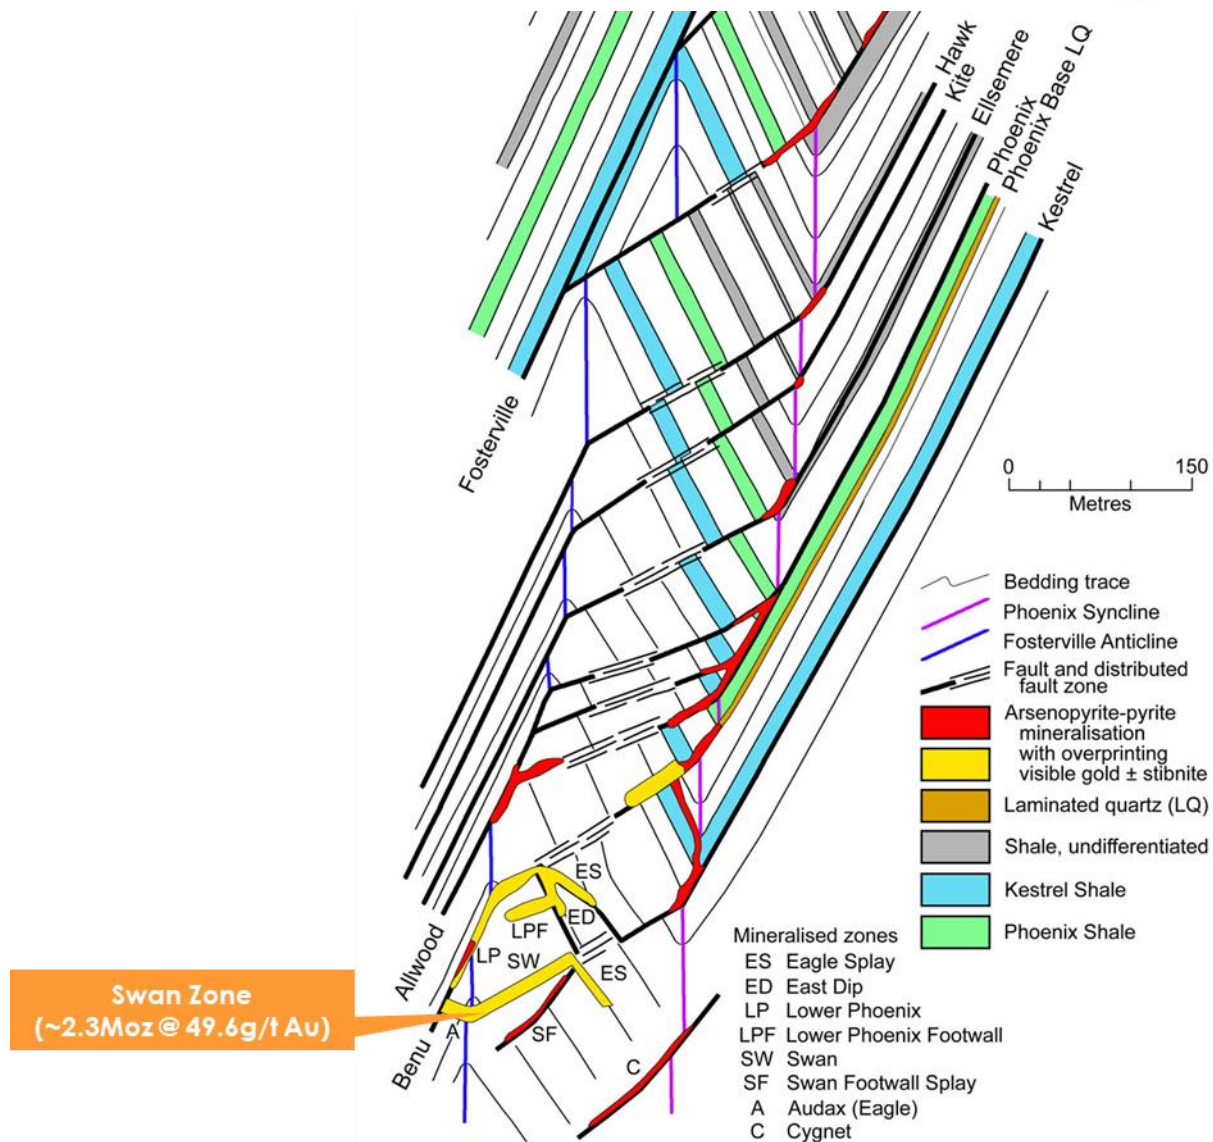 Hawk
Kite
Ellsemere
Phoenix
Phoenix Base LQ
Kestrel
Fosterville
0 150
Metres
Bedding trace
Phoenix Syncline
Fosterville Anticline
Fault and distributed
fault zone
Arsenopyrite-pyrite
mineralisation
with overprinting
visible gold ± stibnite
Laminated quartz (LQ)
Shale, undifferentiated
Kestrel Shale
Phoenix Shale
ES
ED
LPF
LP
SW
ES
Allwood
Swan Zone
(~2.3Moz @ 49.6g/t Au)
A
SF
Benu
C
Mineralised zones
ES Eagle Splay
ED East Dip
LP Lower Phoenix
LPF Lower Phoenix Footwall
SW Swan
SF Swan Footwall Splay
A Audax (Eagle)
C Cygnet